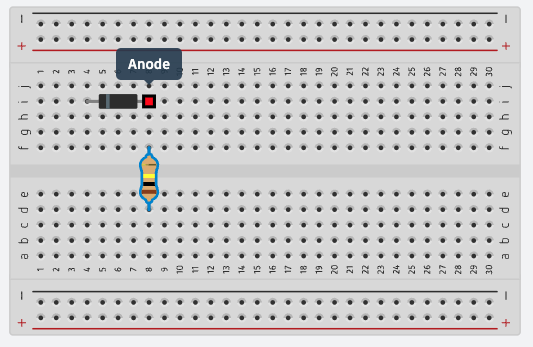 − −
+ +
Anode
1 2 3 4 5 6 7 8 9 10 11 12 13 14 15 16 17 18 19 20 21 22 23 24 25 26 27 28 29 30
j j
i i
h h
g g
f f
e e
d d
c c
b b
a a
1 2 3 4 5 6 7 8 9 10 11 12 13 14 15 16 17 18 19 20 21 22 23 24 25 26 27 28 29 30
− −
+ +